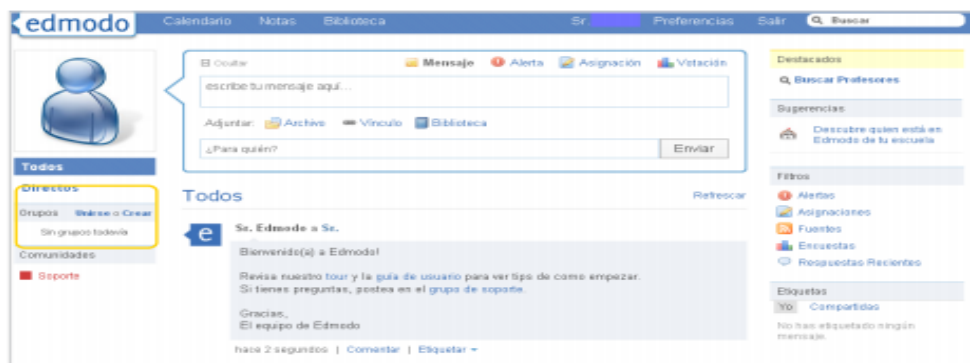 edmodo
Calendario Notas Biblioteca Sr. Preferencias Salir Buscar
Ocultar Mensaje Alerta Asignación Votación
escribe tu mensaje aquí...
Adjuntar: Archivo Vínculo Biblioteca
¿Para quién? Enviar
Todos
Directos
Grupos Unirse o Crear
Sin grupos todavía
Comunidades
Soporte
Todos Refrescar
e
Sr. Edmodo a Sr.
Bienvenido(a) a Edmodo!
Revisa nuestro tour y la guía de usuario para ver tips de como empezar.
Si tienes preguntas, postea en el grupo de soporte.
Gracias,
El equipo de Edmodo
hace 2 segundos | Comentar | Etiquetar
Destacados
Buscar Profesores
Sugerencias
Descubre quien está en
Edmodo de tu escuela
Filtros
Alertas
Asignaciones
Fuentes
Encuestas
Respuestas Recientes
Etiquetas
Yo Compartidas
No has etiquetado ningún
mensaje.